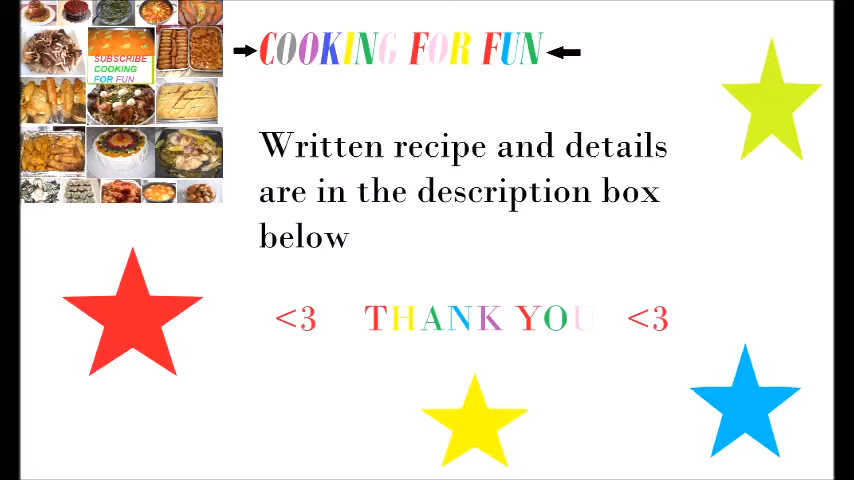 COOKING FOR FUN
SUBSCRIBE
COOKING
FOR FUN
Written recipe and details
are in the description box
below
<3 THANK YOU <3